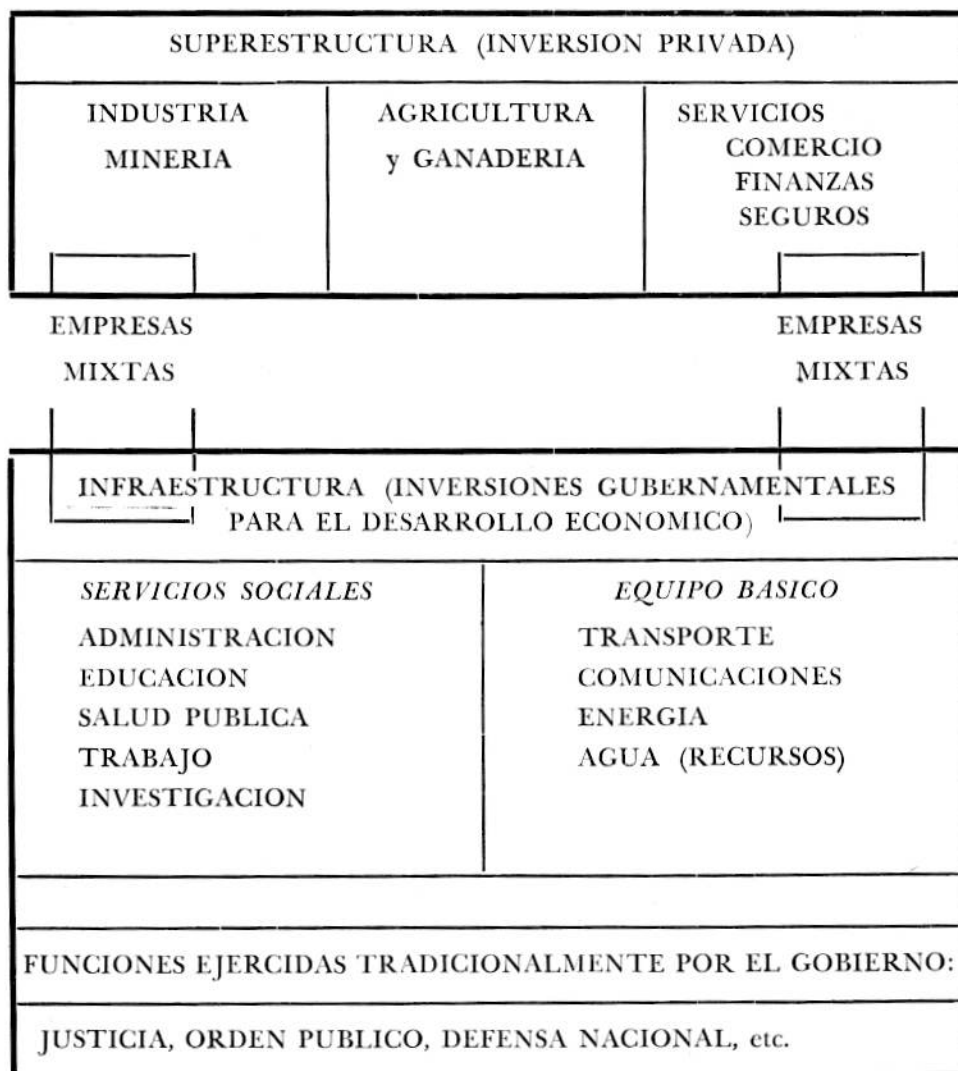 SUPERESTRUCTURA (INVERSION PRIVADA)
INDUSTRIA
MINERIA
AGRICULTURA
y GANADERIA
SERVICIOS
COMERCIO
FINANZAS
SEGUROS
EMPRESAS
MIXTAS
EMPRESAS
MIXTAS
INFRAESTRUCTURA (INVERSIONES GUBERNAMENTALES
PARA EL DESARROLLO ECONOMICO)
SERVICIOS SOCIALES
ADMINISTRACION
EDUCACION
SALUD PUBLICA
TRABAJO
INVESTIGACION
EQUIPO BASICO
TRANSPORTE
COMUNICACIONES
ENERGIA
AGUA (RECURSOS)
FUNCIONES EJERCIDAS TRADICIONALMENTE POR EL GOBIERNO:
JUSTICIA, ORDEN PUBLICO, DEFENSA NACIONAL, etc.